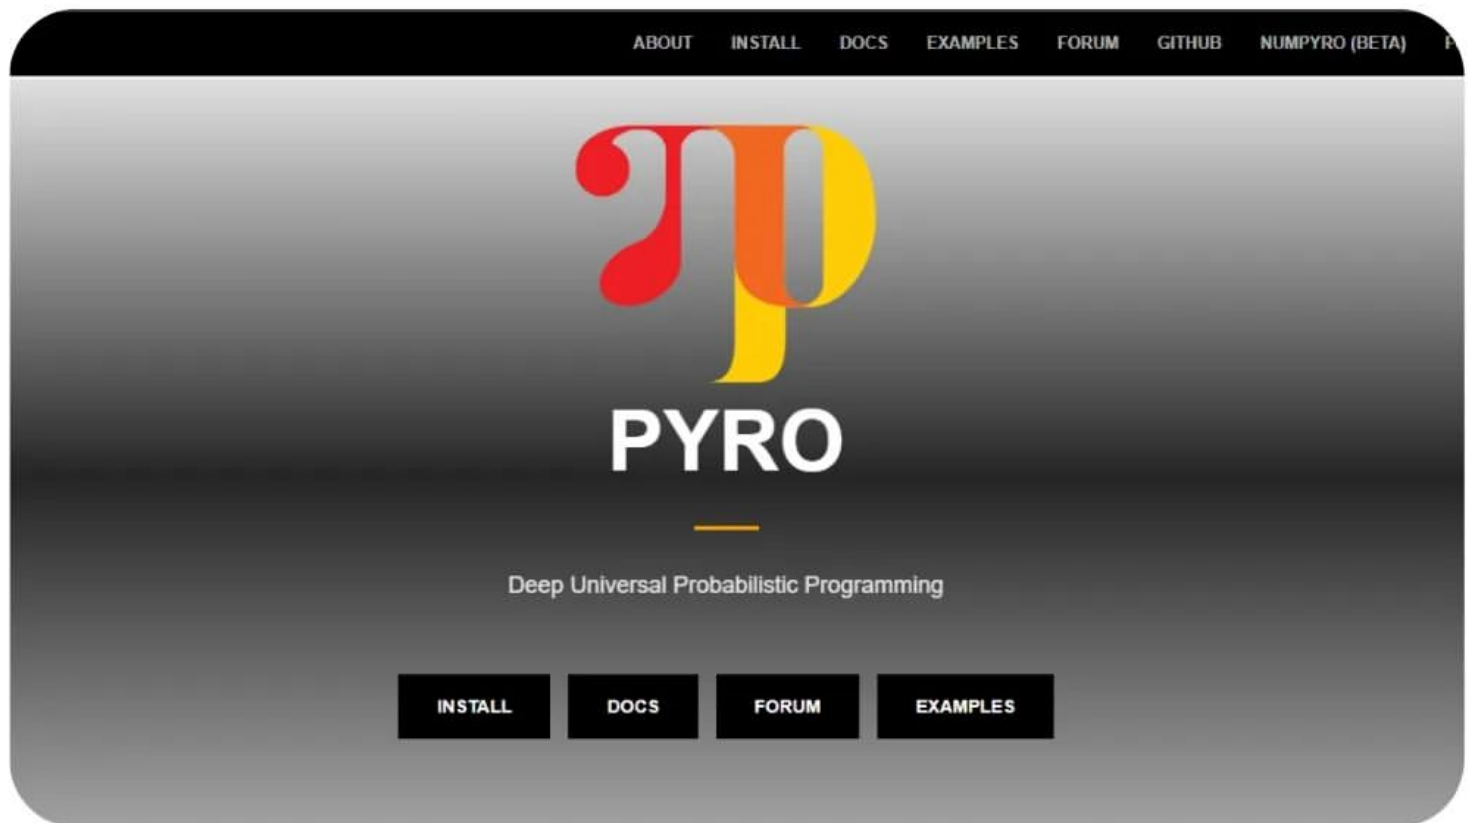 ABOUT INSTALL DOCS EXAMPLES FORUM GITHUB NUMPYRO (BETA)
PYRO
Deep Universal Probabilistic Programming
INSTALL DOCS FORUM EXAMPLES